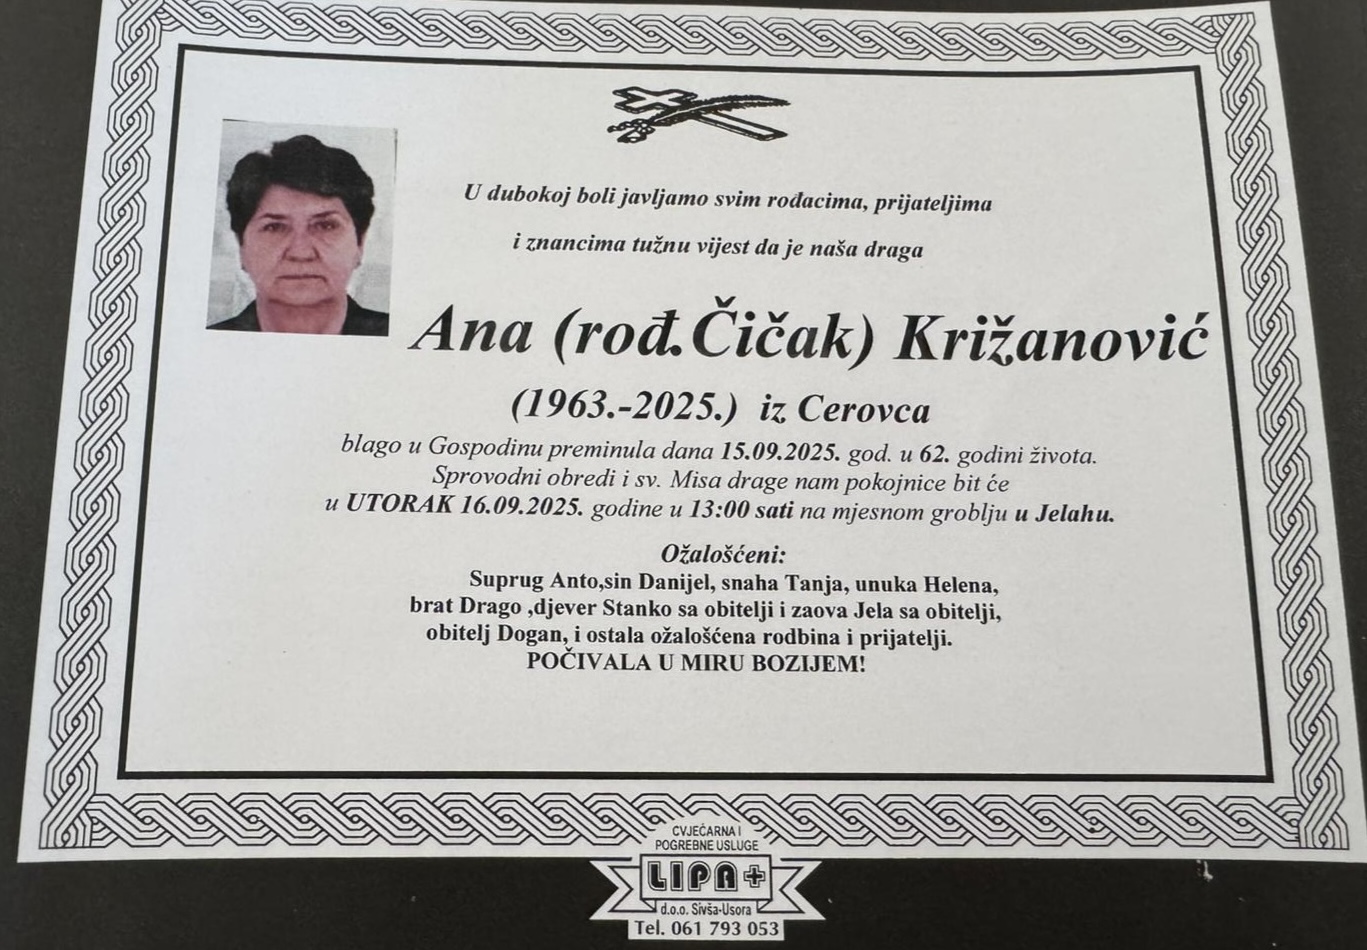 U dubokoj boli javljamo svim rođacima, prijateljima
i znancima tužnu vijest da je naša draga
Ana (rođ.Čičak) Križanović
(1963.-2025.) iz Cerovca
blago u Gospodinu preminula dana 15.09.2025. god. u 62. godini života.
Sprovodni obredi i sv. Misa drage nam pokojnice bit će
u UTORAK 16.09.2025. godine u 13:00 sati na mjesnom groblju u Jelahu.
Ožalošćeni:
Suprug Anto,sin Danijel, snaha Tanja, unuka Helena,
brat Drago ,djever Stanko sa obitelji i zaova Jela sa obitelji,
obitelj Dogan, i ostala ožalošćena rodbina i prijatelji.
POČIVALA U MIRU BOZIJEM!
CVJEĆARNA I
POGREBNE USLUGE
LIPA+
d.o.o. Sivša-Usora
Tel. 061 793 053